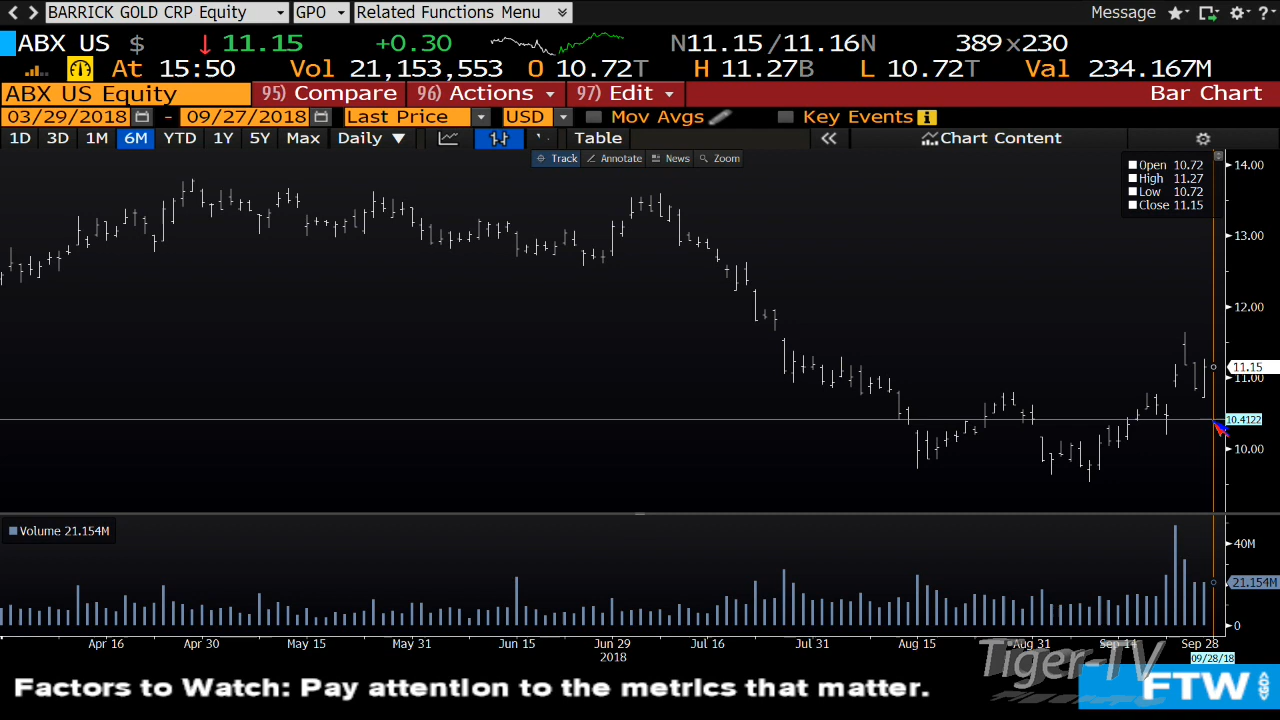 BARRICK GOLD CRP Equity GPO Related Functions Menu Message ?
ABX US $ ↓ 11.15 +0.30 N11.15/11.16N 389x230
At 15:50 Vol 21,153,553 O 10.72T H 11.27B L 10.72T Val 234.167M
ABX US Equity 95) Compare 96) Actions 97) Edit Bar Chart
03/29/2018 - 09/27/2018 Last Price USD Mov Avgs Key Events i
1D 3D 1M 6M YTD 1Y 5Y Max Daily ▼ Table « Chart Content
Track Annotate News Zoom
Open 10.72
High 11.27
Low 10.72
Close 11.15
14.00
13.00
12.00
11.15
11.00
10.4122
10.00
Volume 21.154M
40M
21.154M
0
Apr 16 Apr 30 May 15 May 31 Jun 15 Jun 29 Jul 16 Jul 31 Aug 15 Aug 31 Sep 14 Sep 28
2018
09/28/18
Tiger-TV
Factors to Watch: Pay attention to the metrics that matter.
FTW